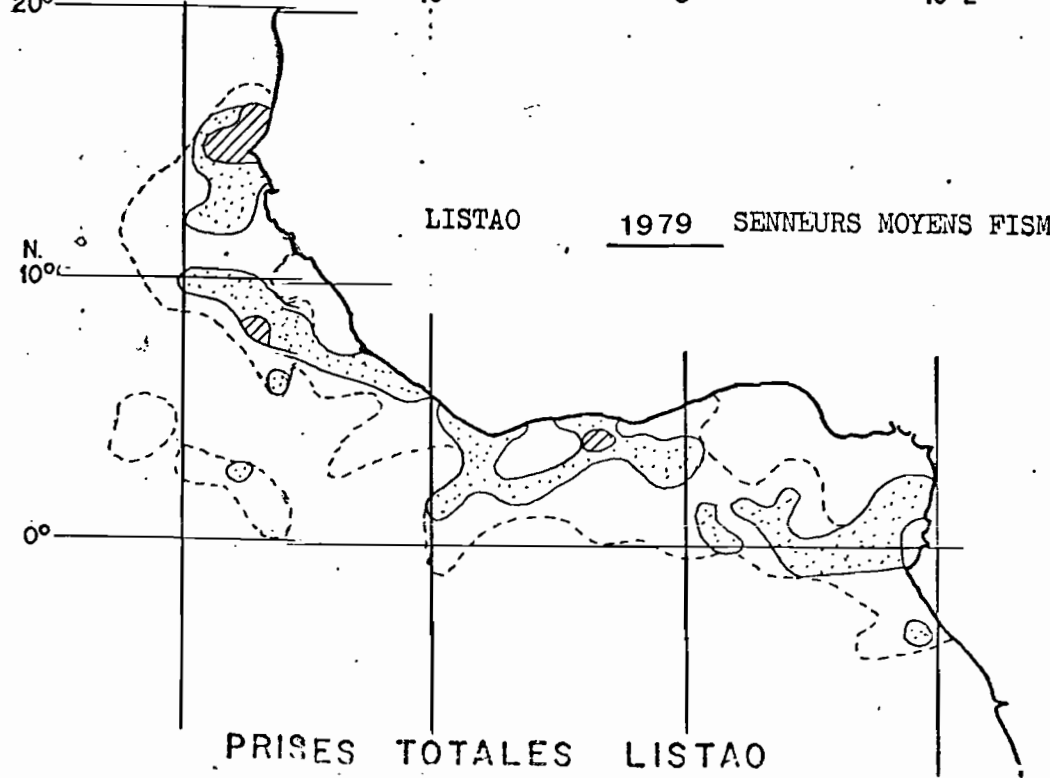 20°
LISTAO 1979 SENNEURS MOYENS FISM
N.
10°
0°
PRISES TOTALES LISTAO